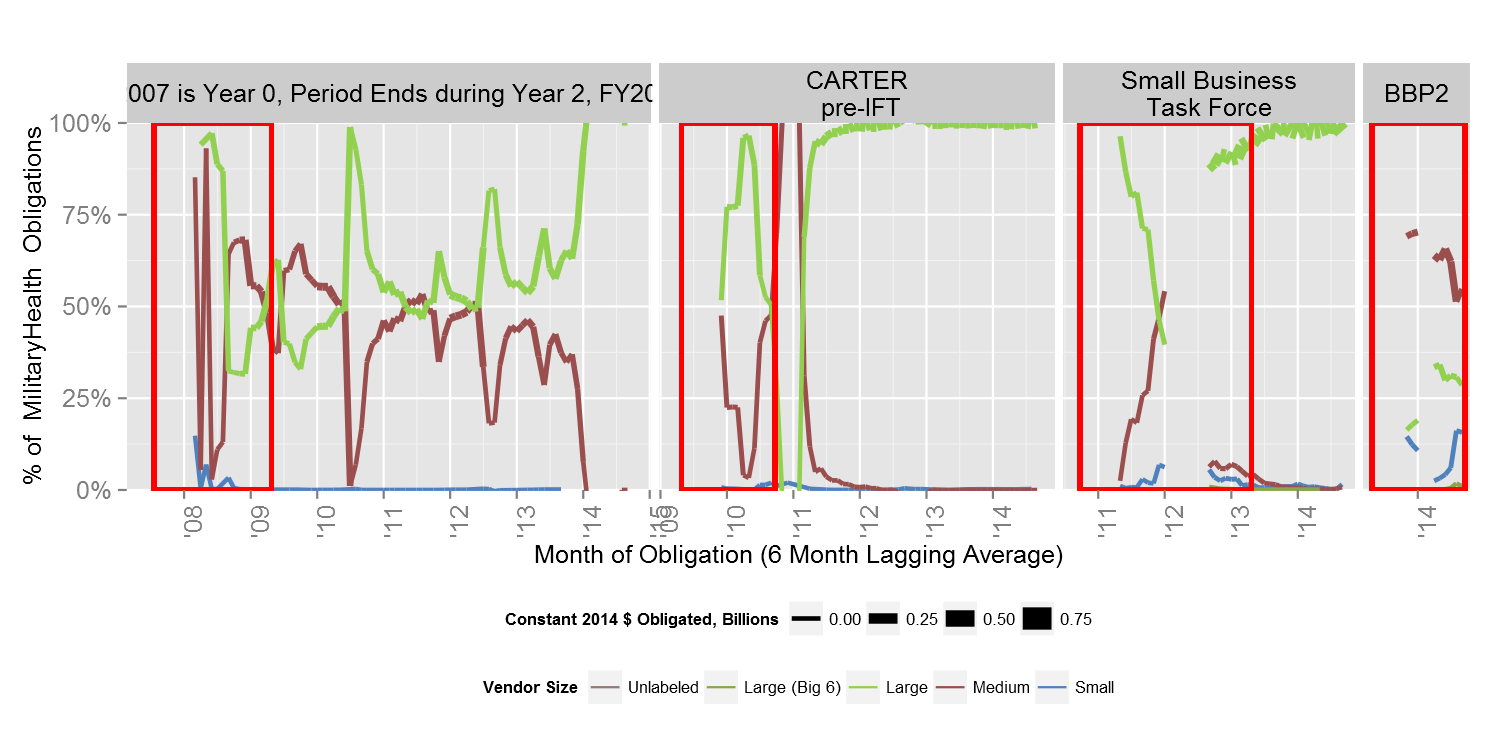 007 is Year 0, Period Ends during Year 2, FY20
CARTER
pre-IFT
Small Business
Task Force
BBP2
% of MilitaryHealth Obligations
100%
75%
50%
25%
0%
'08 '09 '10 '11 '12 '13 '14 '15
'09 '10 '11 '12 '13 '14
'11 '12 '13 '14
'14
Month of Obligation (6 Month Lagging Average)
Constant 2014 $ Obligated, Billions 0.00 0.25 0.50 0.75
Vendor Size Unlabeled Large (Big 6) Large Medium Small